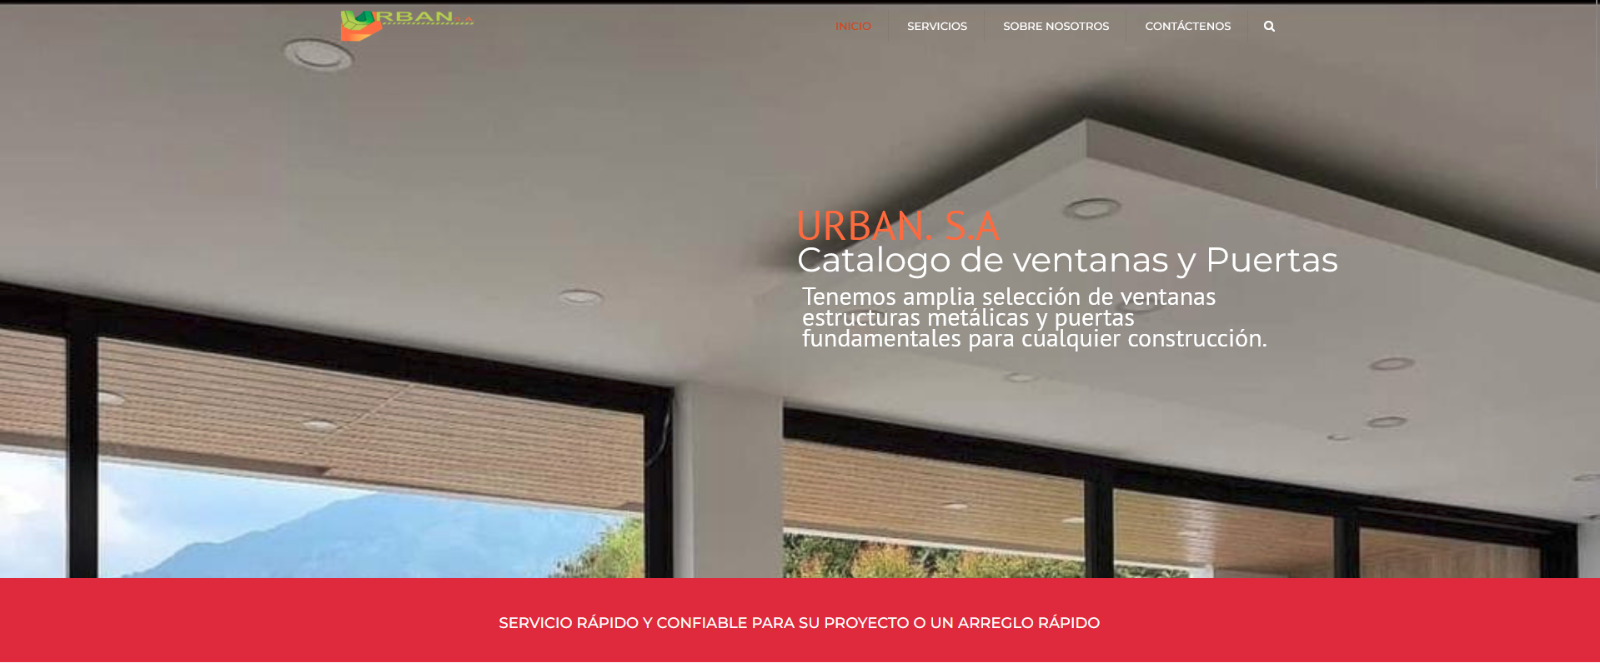 URBAN S.A
INICIO
SERVICIOS
SOBRE NOSOTROS
CONTÁCTENOS
URBAN. S.A
Catalogo de ventanas y Puertas
Tenemos amplia selección de ventanas
estructuras metálicas y puertas
fundamentales para cualquier construcción.
SERVICIO RÁPIDO Y CONFIABLE PARA SU PROYECTO O UN ARREGLO RÁPIDO